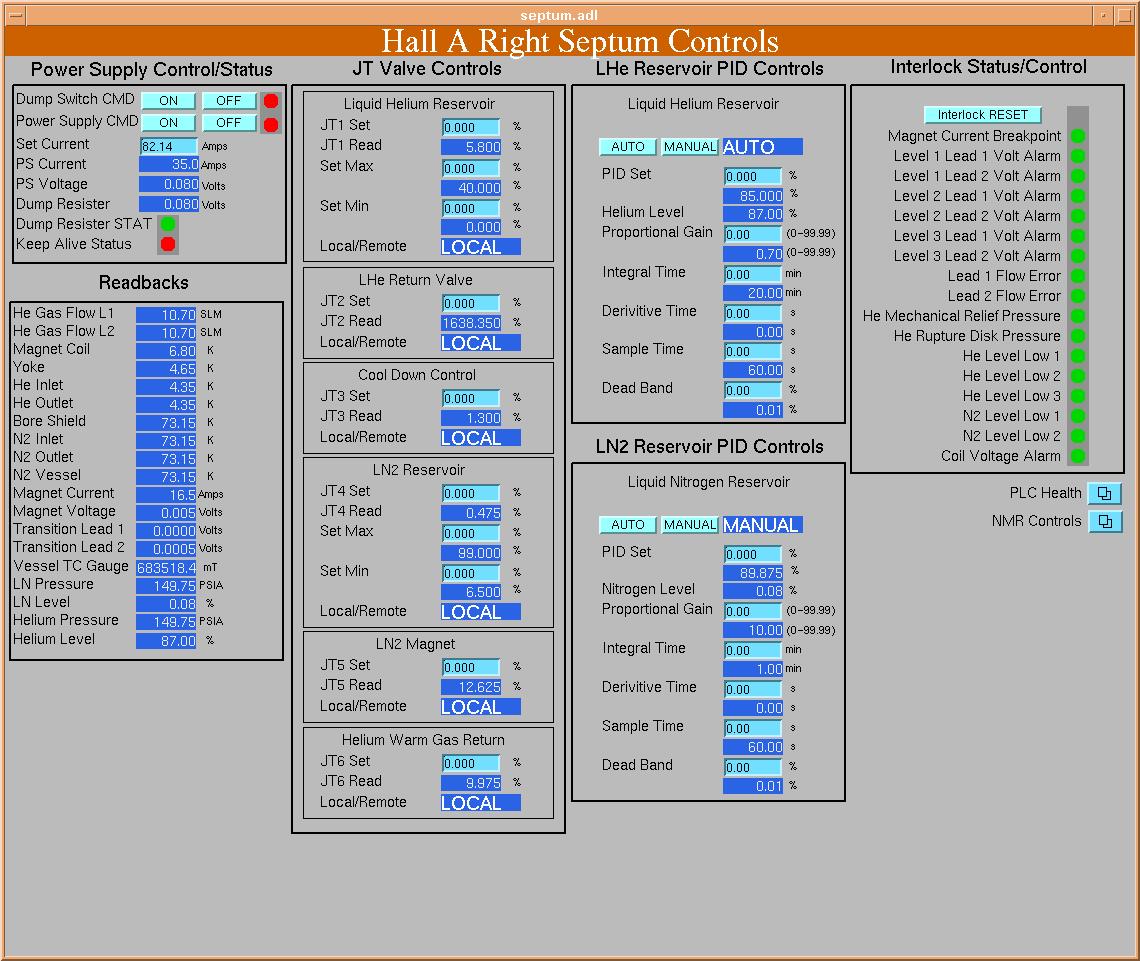 septum.adl
Hall A Right Septum Controls
Power Supply Control/Status
Dump Switch CMD ON OFF
Power Supply CMD ON OFF
Set Current 82.14 Amps
PS Current 35.0 Amps
PS Voltage 0.080 Volts
Dump Resister 0.080 Volts
Dump Resister STAT
Keep Alive Status
Readbacks
He Gas Flow L1 10.70 SLM
He Gas Flow L2 10.70 SLM
Magnet Coil 6.80 K
Yoke 4.65 K
He Inlet 4.35 K
He Outlet 4.35 K
Bore Shield 73.15 K
N2 Inlet 73.15 K
N2 Outlet 73.15 K
N2 Vessel 73.15 K
Magnet Current 16.5 Amps
Magnet Voltage 0.005 Volts
Transition Lead 1 0.0000 Volts
Transition Lead 2 0.0005 Volts
Vessel TC Gauge 683518.4 mT
LN Pressure 149.75 PSIA
LN Level 0.08 %
Helium Pressure 149.75 PSIA
Helium Level 87.00 %
JT Valve Controls
Liquid Helium Reservoir
JT1 Set 0.000 %
JT1 Read 5.800 %
Set Max 0.000 %
40.000 %
Set Min 0.000 %
0.000 %
Local/Remote LOCAL
LHe Return Valve
JT2 Set 0.000 %
JT2 Read 1638.350 %
Local/Remote LOCAL
Cool Down Control
JT3 Set 0.000 %
JT3 Read 1.300 %
Local/Remote LOCAL
LN2 Reservoir
JT4 Set 0.000 %
JT4 Read 0.475 %
Set Max 0.000 %
99.000 %
Set Min 0.000 %
6.500 %
Local/Remote LOCAL
LN2 Magnet
JT5 Set 0.000 %
JT5 Read 12.625 %
Local/Remote LOCAL
Helium Warm Gas Return
JT6 Set 0.000 %
JT6 Read 9.975 %
Local/Remote LOCAL
LHe Reservoir PID Controls
Liquid Helium Reservoir
AUTO MANUAL AUTO
PID Set 0.000 %
85.000 %
Helium Level 87.00 %
Proportional Gain 0.00 (0-99.99)
0.70 (0-99.99)
Integral Time 0.00 min
20.00 min
Derivitive Time 0.00 s
0.00 s
Sample Time 0.00 s
60.00 s
Dead Band 0.00 %
0.01 %
LN2 Reservoir PID Controls
Liquid Nitrogen Reservoir
AUTO MANUAL MANUAL
PID Set 0.000 %
89.875 %
Nitrogen Level 0.08 %
Proportional Gain 0.00 (0-99.99)
10.00 (0-99.99)
Integral Time 0.00 min
1.00 min
Derivitive Time 0.00 s
0.00 s
Sample Time 0.00 s
60.00 s
Dead Band 0.00 %
0.01 %
Interlock Status/Control
Interlock RESET
Magnet Current Breakpoint
Level 1 Lead 1 Volt Alarm
Level 1 Lead 2 Volt Alarm
Level 2 Lead 1 Volt Alarm
Level 2 Lead 2 Volt Alarm
Level 3 Lead 1 Volt Alarm
Level 3 Lead 2 Volt Alarm
Lead 1 Flow Error
Lead 2 Flow Error
He Mechanical Relief Pressure
He Rupture Disk Pressure
He Level Low 1
He Level Low 2
He Level Low 3
N2 Level Low 1
N2 Level Low 2
Coil Voltage Alarm
PLC Health
NMR Controls